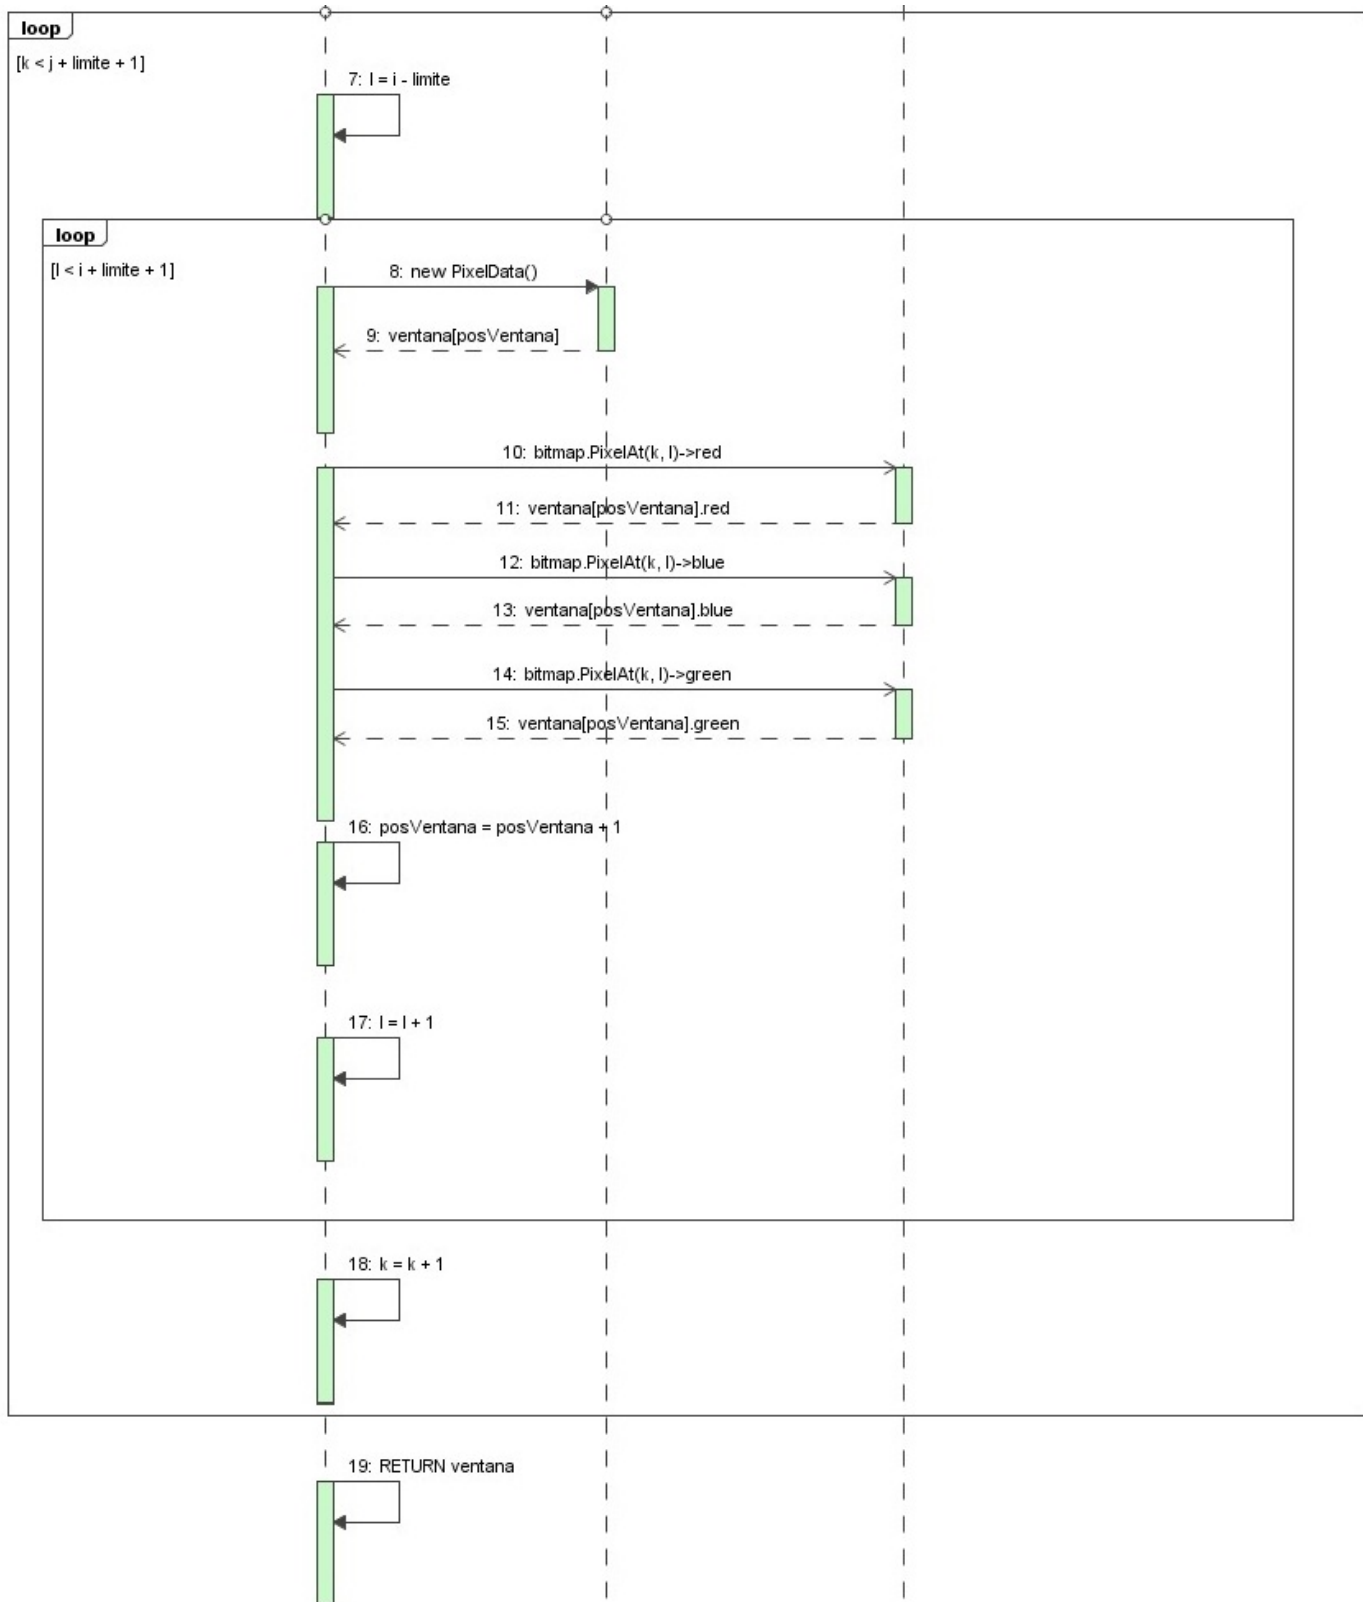 loop
[k < j + limite + 1]
7: l = i - limite
loop
[l < i + limite + 1]
8: new PixelData()
9: ventana[posVentana]
10: bitmap.PixelAt(k, l)->red
11: ventana[posVentana].red
12: bitmap.PixelAt(k, l)->blue
13: ventana[posVentana].blue
14: bitmap.PixelAt(k, l)->green
15: ventana[posVentana].green
16: posVentana = posVentana + 1
17: l = l + 1
18: k = k + 1
19: RETURN ventana